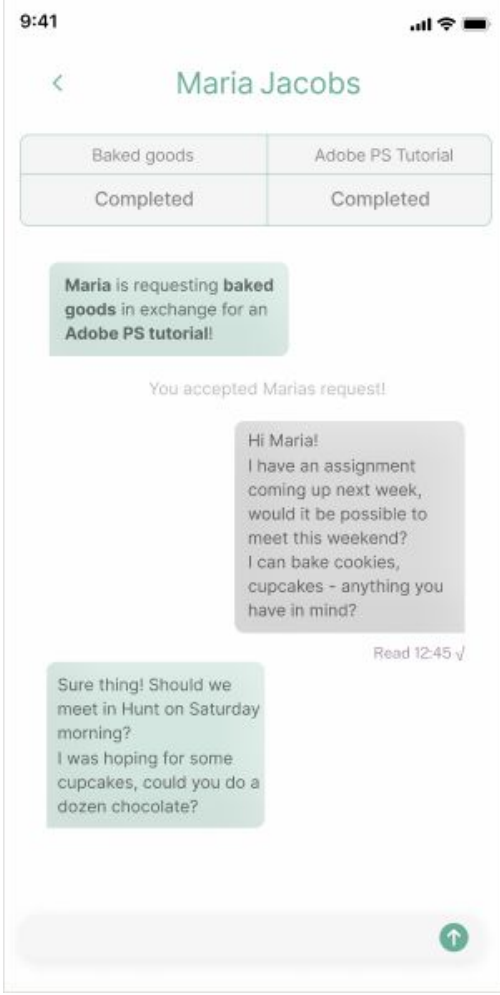 9:41
Maria Jacobs
Baked goods Adobe PS Tutorial
Completed Completed
Maria is requesting baked
goods in exchange for an
Adobe PS tutorial!
You accepted Marias request!
Hi Maria!
I have an assignment
coming up next week,
would it be possible to
meet this weekend?
I can bake cookies,
cupcakes - anything you
have in mind?
Read 12:45 √
Sure thing! Should we
meet in Hunt on Saturday
morning?
I was hoping for some
cupcakes, could you do a
dozen chocolate?